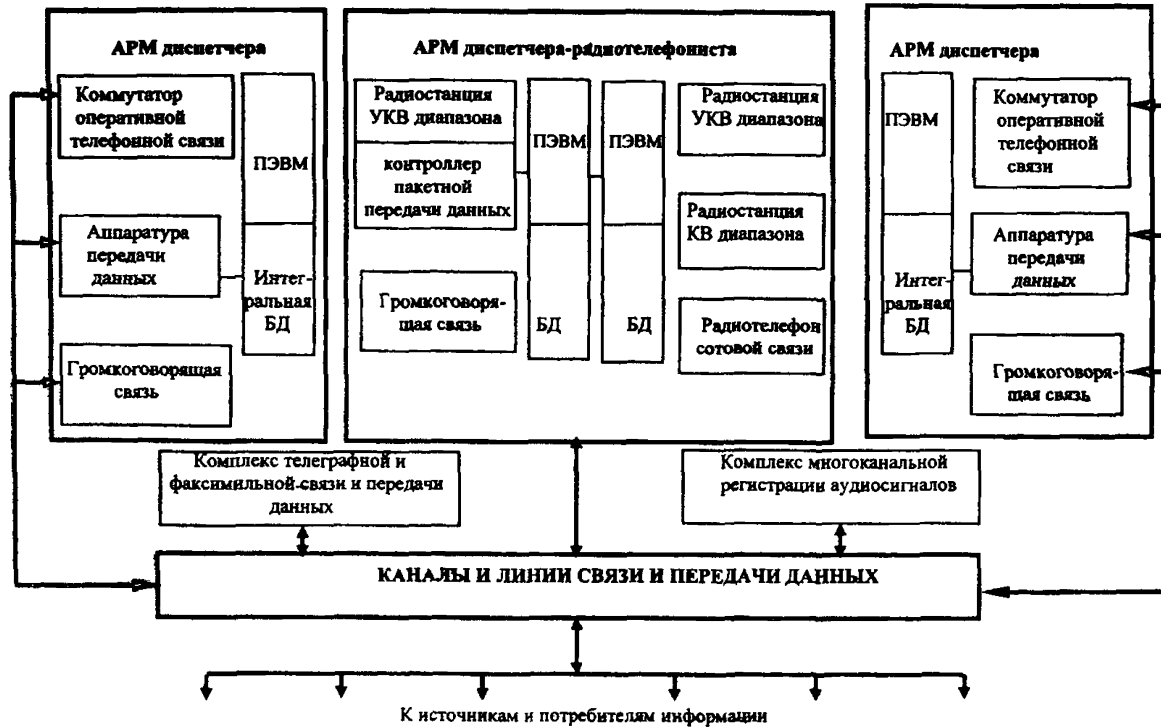 АРМ диспетчера
Коммутатор
оперативной
телефонной связи
ПЭВМ
Аппаратура
передачи
данных
Интег-
ральная
БД
Громкоговорящая
связь
АРМ диспетчера-радиотелефониста
Радиостанция
УКВ диапазона
контроллер
пакетной
передачи данных
Громкоговоря-
щая связь
ПЭВМ
БД
ПЭВМ
БД
Радиостанция
УКВ диапазона
Радиостанция
КВ диапазона
Радиотелефон
сотовой связи
АРМ диспетчера
ПЭВМ
Интег-
ральная
БД
Коммутатор
оперативной
телефонной
связи
Аппаратура
передачи
данных
Громкоговоря-
щая связь
Комплекс телеграфной и
факсимильной-связи и передачи
данных
Комплекс многоканальной
регистрации аудиосигналов
КАНАЛЫ И ЛИНИИ СВЯЗИ И ПЕРЕДАЧИ ДАННЫХ
К источникам и потребителям информации